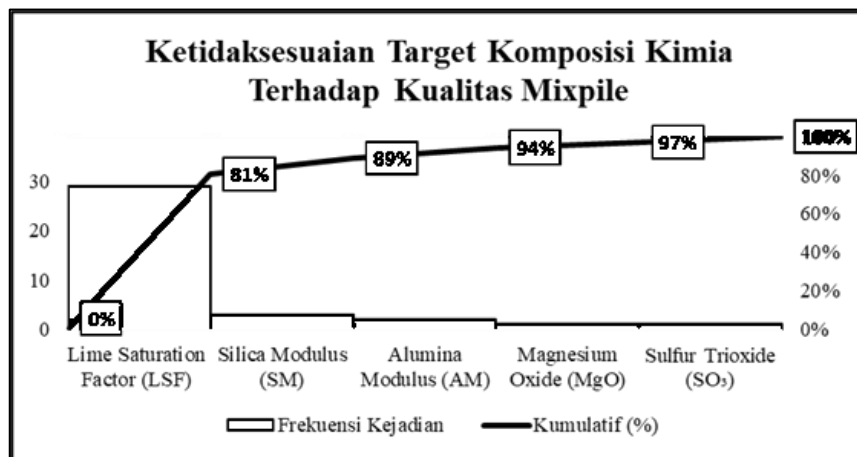 Ketidaksesuaian Target Komposisi Kimia
Terhadap Kualitas Mixpile
30
20
10
0
0%
81%
89%
94%
97%
100%
80%
60%
40%
20%
0%
Lime Saturation
Factor (LSF)
Silica Modulus
(SM)
Alumina
Modulus (AM)
Magnesium
Oxide (MgO)
Sulfur Trioxide
(SO₃)
Frekuensi Kejadian
Kumulatif (%)